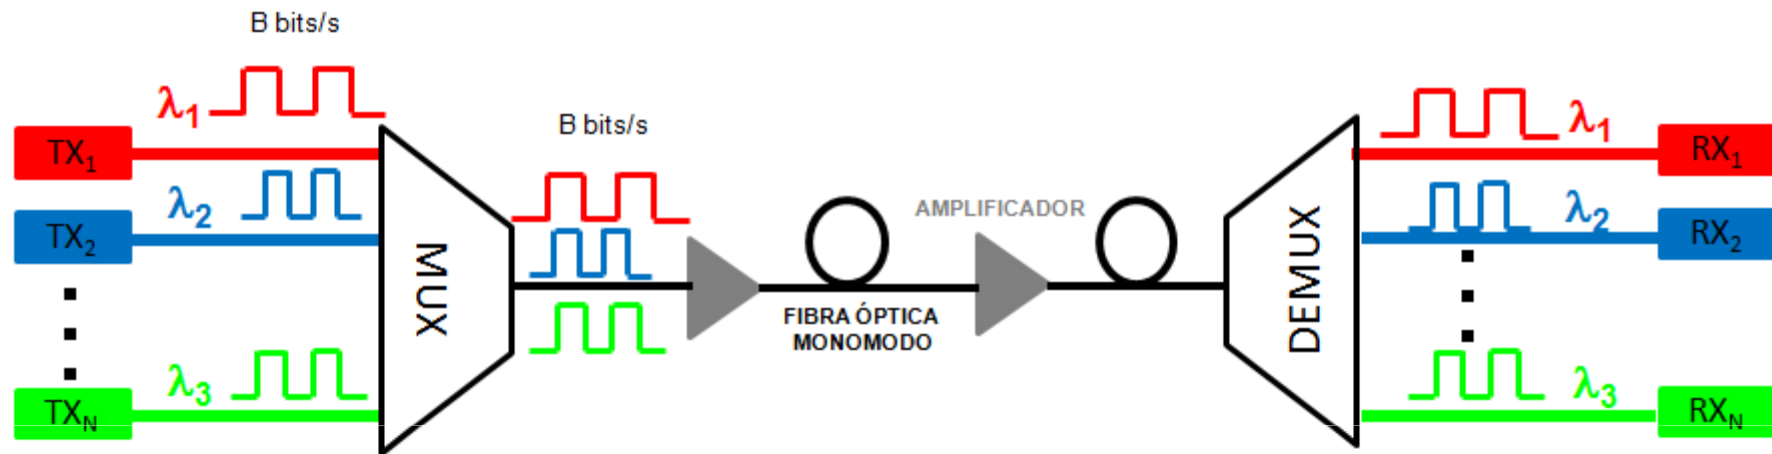 B bits/s
λ1
TX1
λ2
TX2
λ3
TXN
MUX
B bits/s
AMPLIFICADOR
FIBRA ÓPTICA
MONOMODO
DEMUX
λ1
RX1
λ2
RX2
λ3
RXN